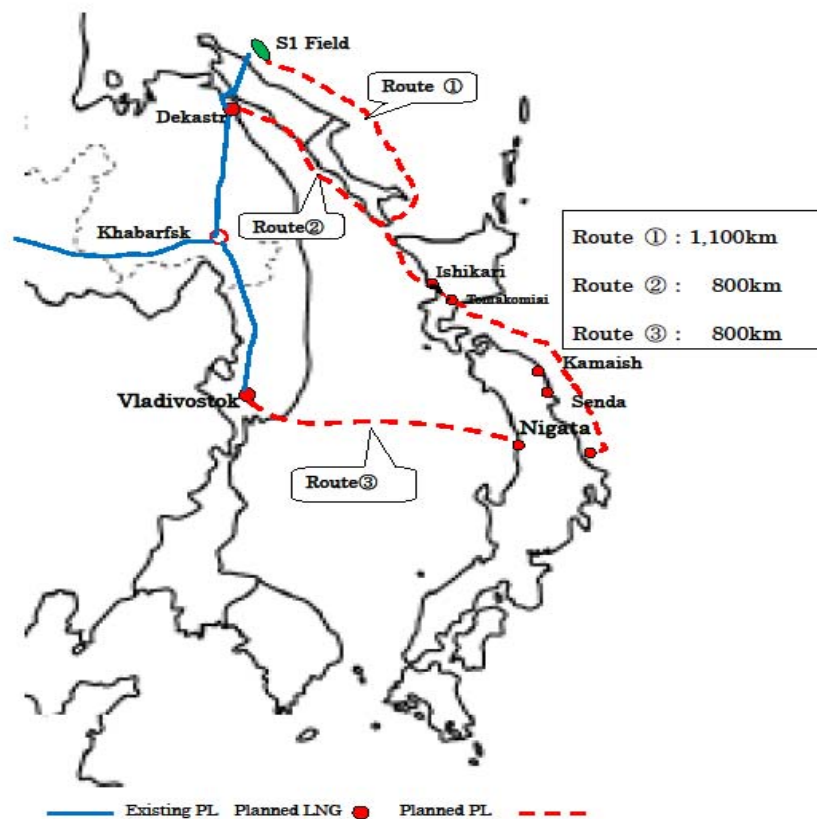 S1 Field
Route ①
Dekastr
Khabarfsk
Route②
Route ① : 1,100km
Route ② : 800km
Route ③ : 800km
Ishikari
Tomakomiai
Kamaish
Vladivostok
Senda
Nigata
Route③
Existing PL Planned LNG Planned PL